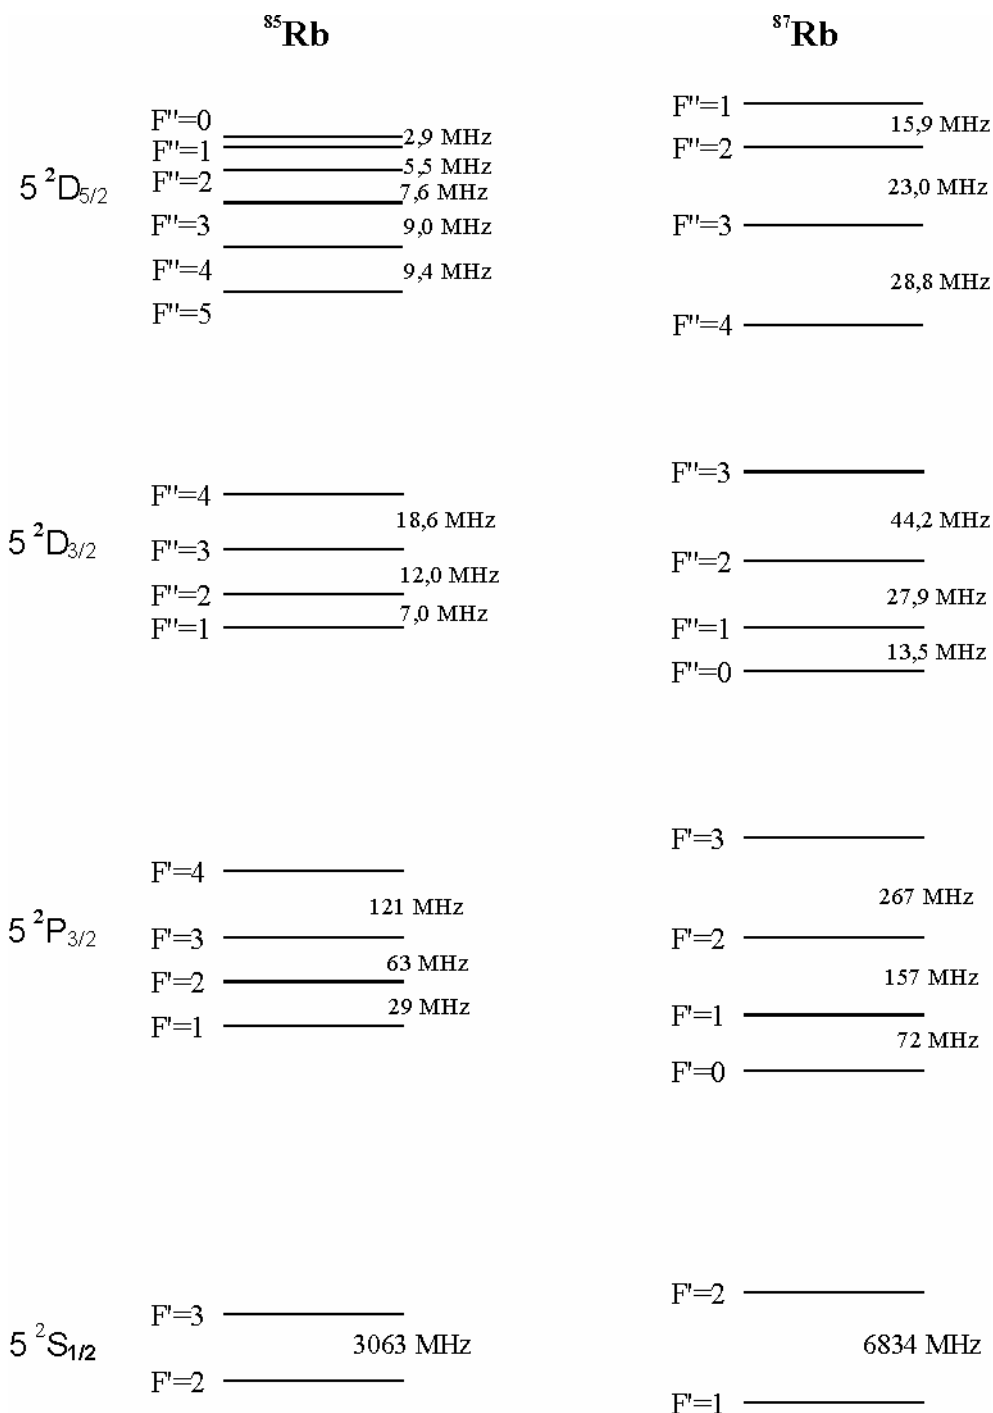 ⁸⁵Rb ⁸⁷Rb
F"=1
15,9 MHz
F"=0
2,9 MHz
F"=1
F"=2
5,5 MHz
5 ²D₅/₂
F"=2
7,6 MHz
23,0 MHz
F"=3
9,0 MHz
F"=3
F"=4
9,4 MHz
28,8 MHz
F"=5
F"=4
F"=3
F"=4
18,6 MHz
44,2 MHz
5 ²D₃/₂
F"=3
F"=2
12,0 MHz
F"=2
27,9 MHz
7,0 MHz
F"=1
F"=1
13,5 MHz
F"=0
F'=3
F'=4
267 MHz
121 MHz
5 ²P₃/₂
F'=3
F'=2
63 MHz
F'=2
157 MHz
29 MHz
F'=1
F'=1
72 MHz
F'=0
F'=2
F'=3
5 ²S₁/₂
3063 MHz
6834 MHz
F'=2
F'=1